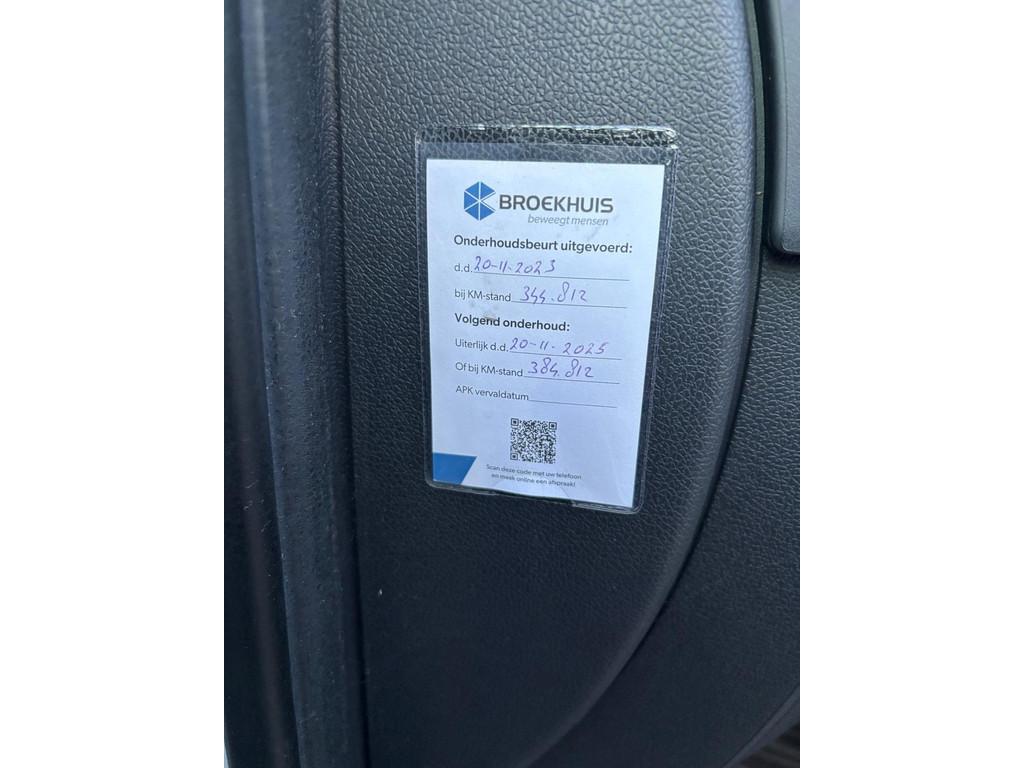 BROEKHUIS
beweegt mensen
Onderhoudsbeurt uitgevoerd:
d.d. 20-11-2023
bij KM-stand 344.812
Volgend onderhoud:
Uiterlijk d.d. 20-11-2025
Of bij KM-stand 384.812
APK vervaldatum
Scan deze code met uw telefoon
en maak online een afspraak!